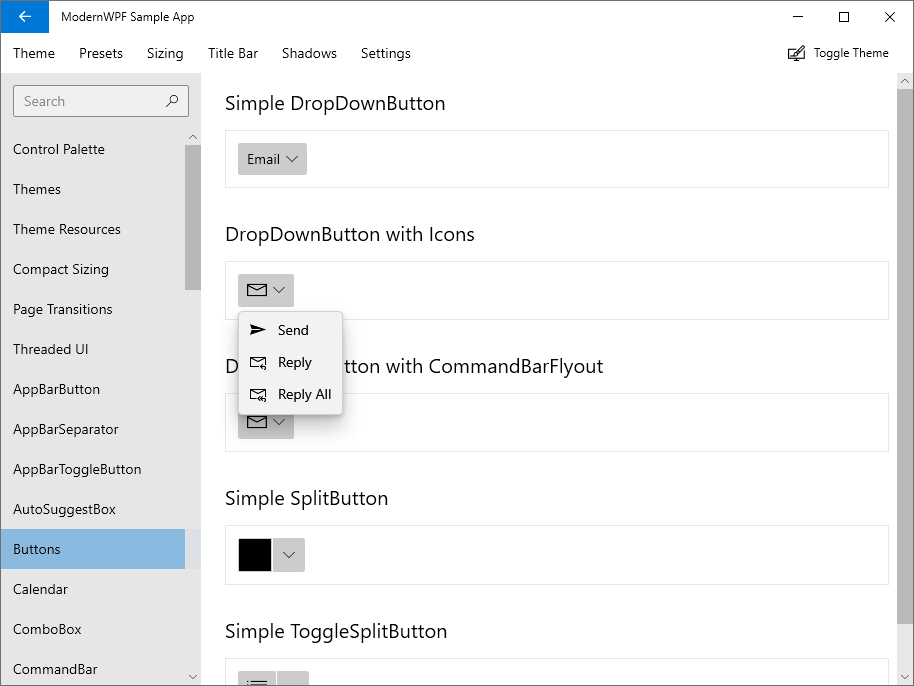 ModernWPF Sample App
Theme Presets Sizing Title Bar Shadows Settings Toggle Theme
Search
Control Palette
Themes
Theme Resources
Compact Sizing
Page Transitions
Threaded UI
AppBarButton
AppBarSeparator
AppBarToggleButton
AutoSuggestBox
Buttons
Calendar
ComboBox
CommandBar
Simple DropDownButton
Email
DropDownButton with Icons
Send
Reply
Reply All
with CommandBarFlyout
Simple SplitButton
Simple ToggleSplitButton